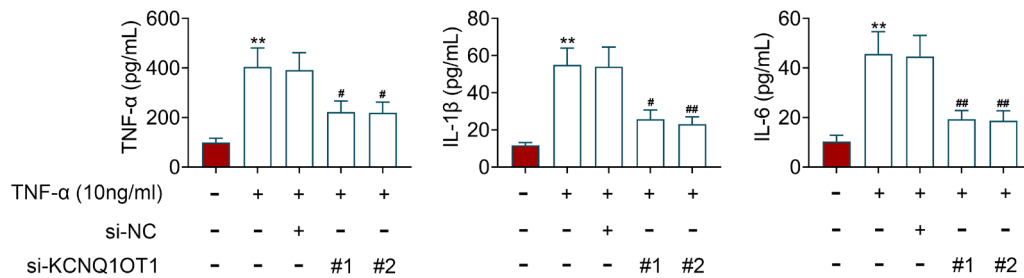 TNF-α (pg/mL)
600
400
200
0
** # #
IL-1β (pg/mL)
80
60
40
20
0
** # ##
IL-6 (pg/mL)
60
40
20
0
** ## ##
TNF-α (10ng/ml) - + + + + - + + + + - + + + +
si-NC - - + - - - - + - - - - + - -
si-KCNQ1OT1 - - - #1 #2 - - - #1 #2 - - - #1 #2